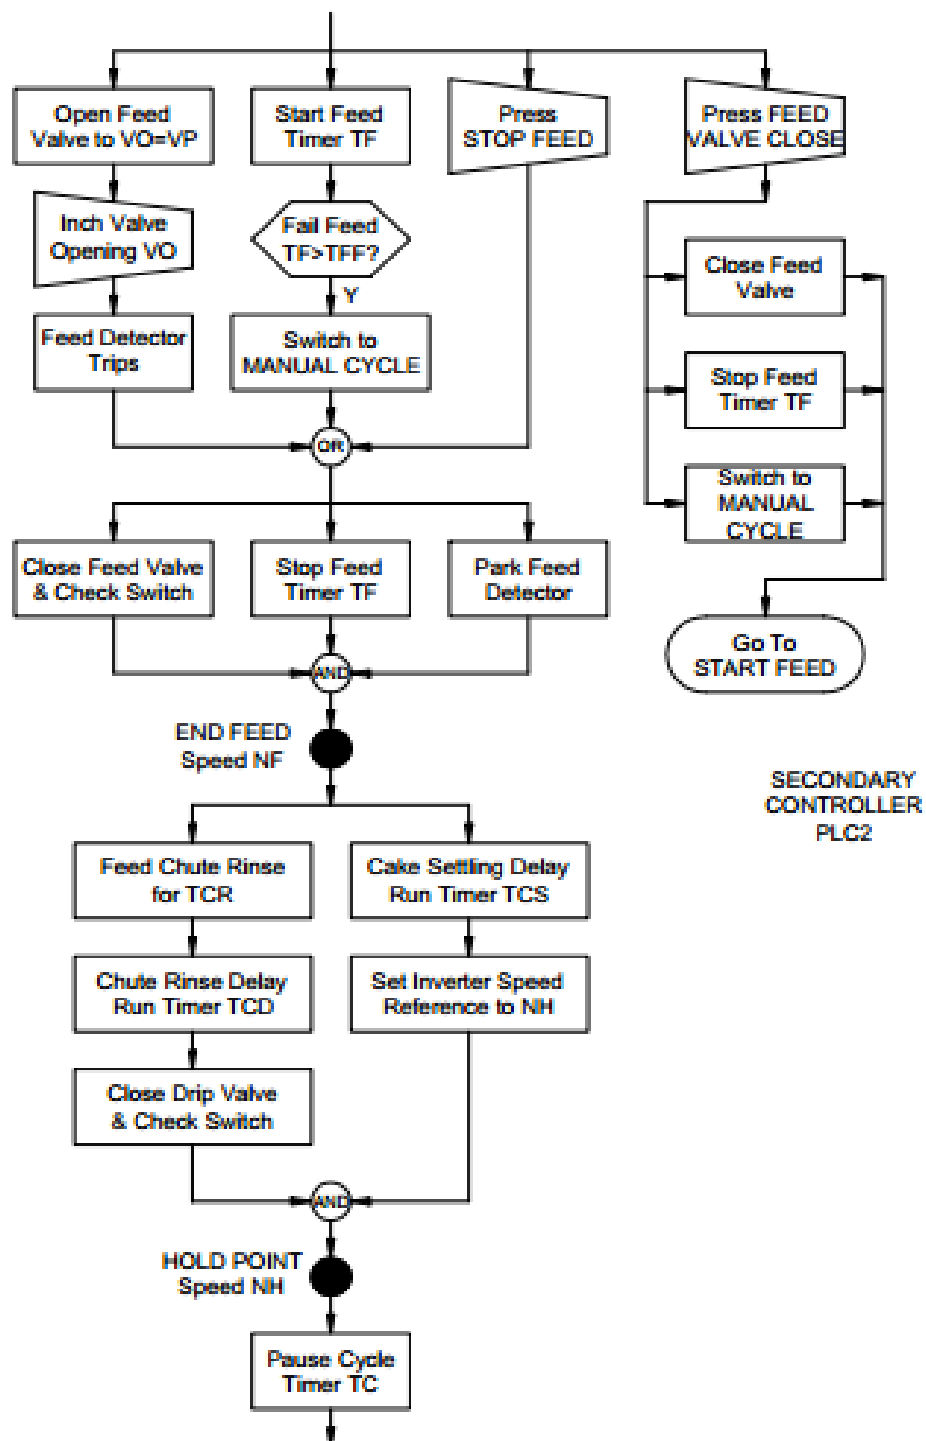 Open Feed
Valve to VO=VP
Start Feed
Timer TF
Press
STOP FEED
Press FEED
VALVE CLOSE
Inch Valve
Opening VO
Fail Feed
TF>TFF?
Y
Close Feed
Valve
Feed Detector
Trips
Switch to
MANUAL CYCLE
Stop Feed
Timer TF
OR
Switch to
MANUAL
CYCLE
Close Feed Valve
& Check Switch
Stop Feed
Timer TF
Park Feed
Detector
Go To
START FEED
AND
END FEED
Speed NF
SECONDARY
CONTROLLER
PLC2
Feed Chute Rinse
for TCR
Cake Settling Delay
Run Timer TCS
Chute Rinse Delay
Run Timer TCD
Set Inverter Speed
Reference to NH
Close Drip Valve
& Check Switch
AND
HOLD POINT
Speed NH
Pause Cycle
Timer TC